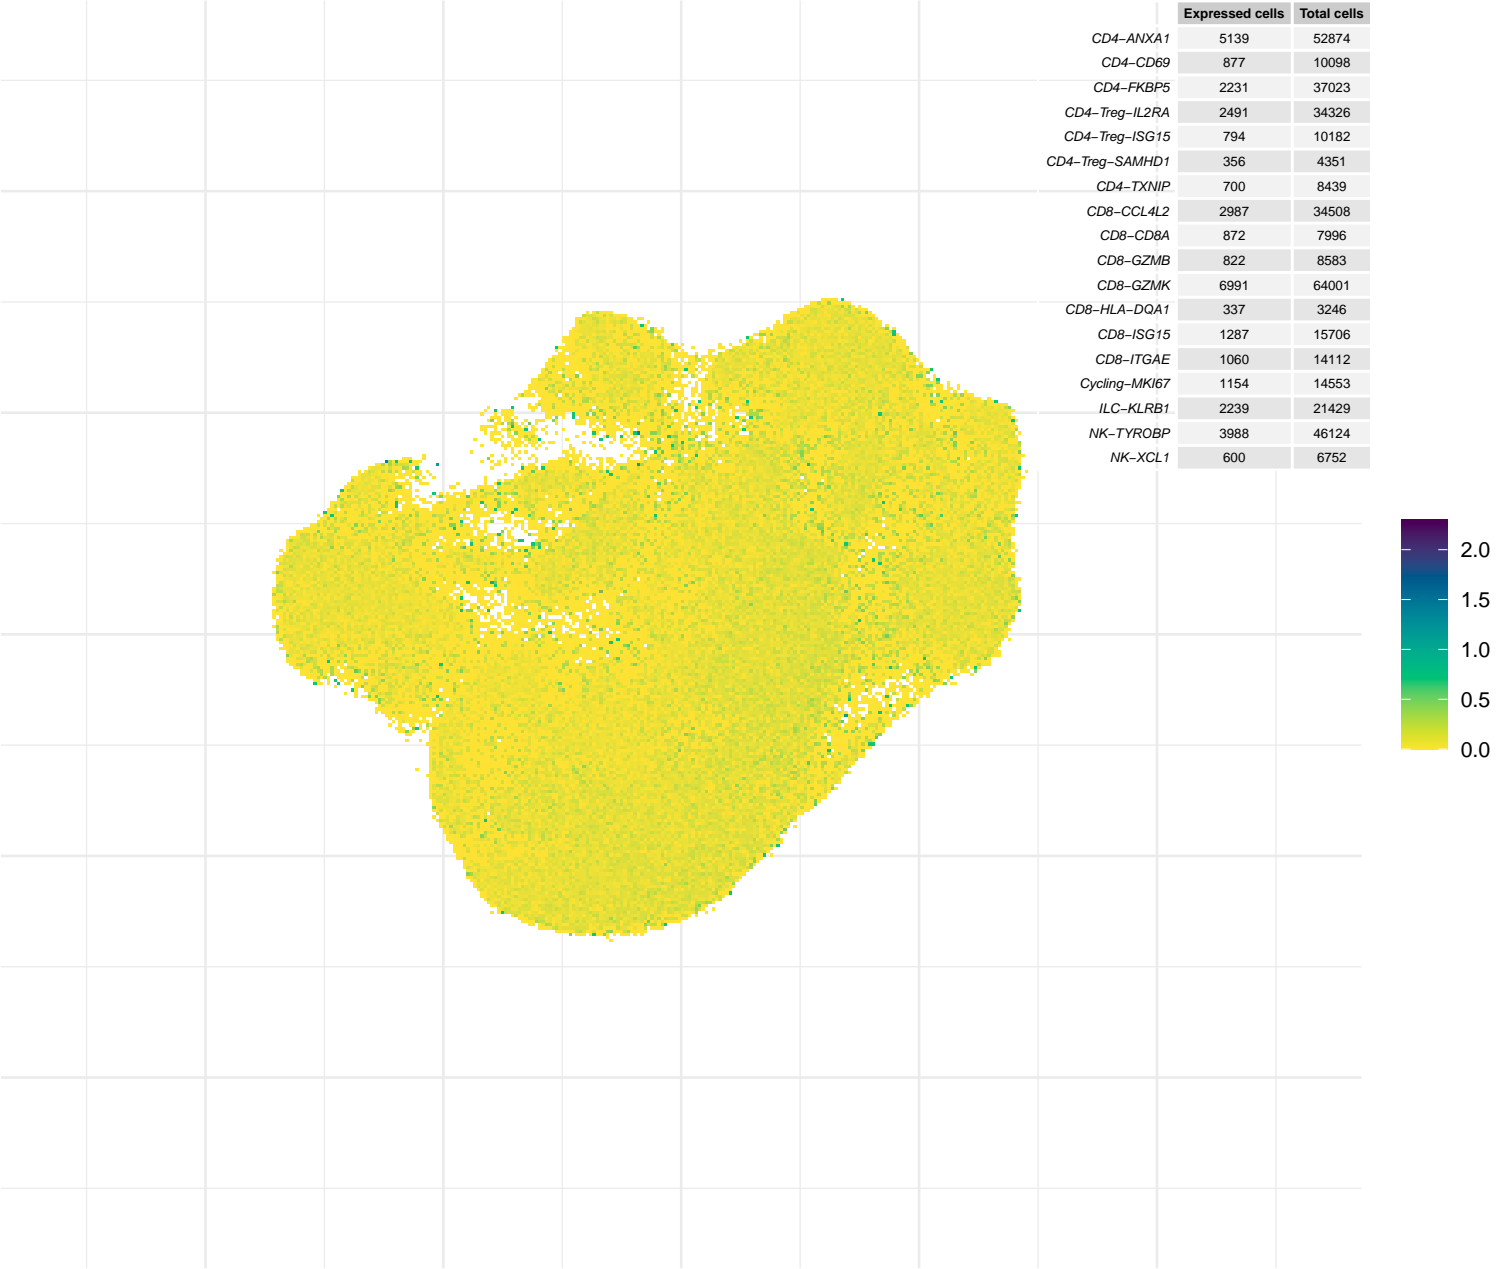 Expressed cells Total cells
CD4−ANXA1 5139 52874
CD4−CD69 877 10098
CD4−FKBP5 2231 37023
CD4−Treg−IL2RA 2491 34326
CD4−Treg−ISG15 794 10182
CD4−Treg−SAMHD1 356 4351
CD4−TXNIP 700 8439
CD8−CCL4L2 2987 34508
CD8−CD8A 872 7996
CD8−GZMB 822 8583
CD8−GZMK 6991 64001
CD8−HLA−DQA1 337 3246
CD8−ISG15 1287 15706
CD8−ITGAE 1060 14112
Cycling−MKI67 1154 14553
ILC−KLRB1 2239 21429
NK−TYROBP 3988 46124
NK−XCL1 600 6752
2.0
1.5
1.0
0.5
0.0